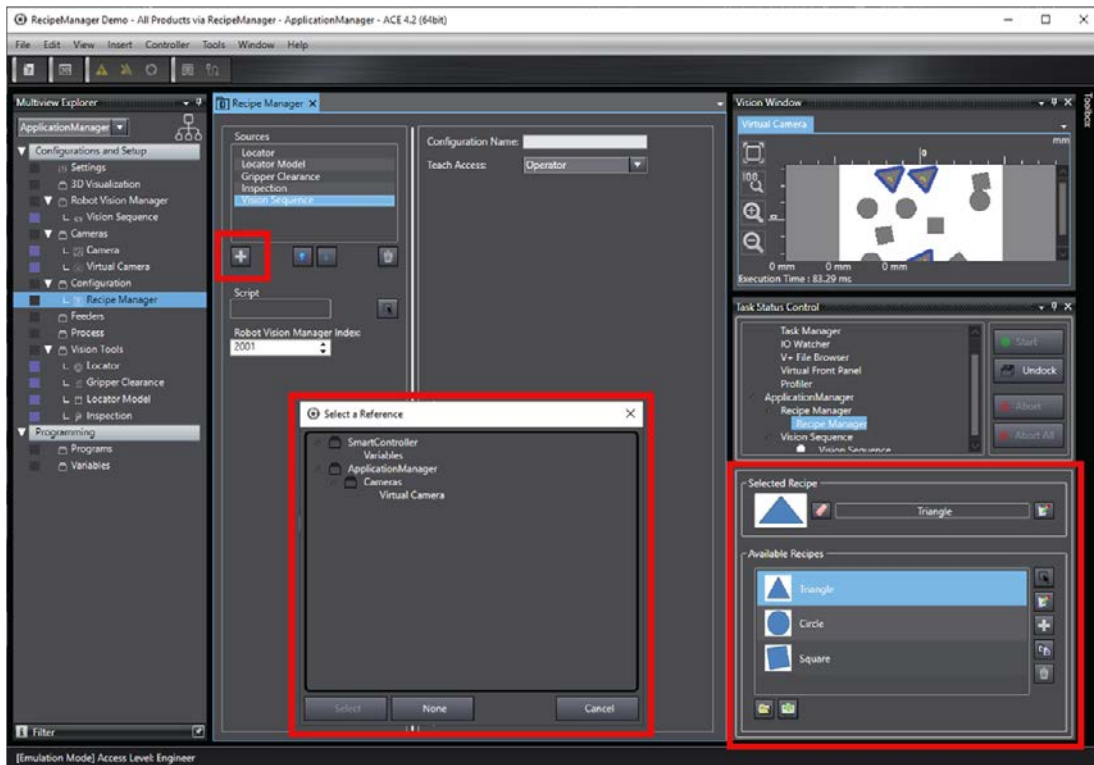 RecipeManager Demo - All Products via RecipeManager - ApplicationManager - ACE 4.2 (64bit)
File Edit View Insert Controller Tools Window Help
Multiview Explorer
ApplicationManager
Configurations and Setup
Settings
3D Visualization
Robot Vision Manager
Vision Sequence
Cameras
Camera
Virtual Camera
Configuration
Recipe Manager
Feeders
Process
Vision Tools
Locator
Gripper Clearance
Locator Model
Inspection
Programming
Programs
Variables
Filter
Recipe Manager
Sources
Locator
Locator Model
Gripper Clearance
Inspection
Vision Sequence
Script
Robot Vision Manager Index:
2001
Configuration Name:
Teach Access: Operator
Select a Reference
SmartController
Variables
ApplicationManager
Cameras
Virtual Camera
Select None Cancel
Vision Window
Virtual Camera
mm
0
100
0 mm 0 mm 0 mm
Execution Time : 83.29 ms
Toolbox
Task Status Control
Task Manager
IO Watcher
V+ File Browser
Virtual Front Panel
Profiler
ApplicationManager
Recipe Manager
Recipe Manager
Vision Sequence
Vision Sequence
Start
Undock
Abort
Abort All
Selected Recipe
Triangle
Available Recipes
Triangle
Circle
Square
[Emulation Mode] Access Level: Engineer